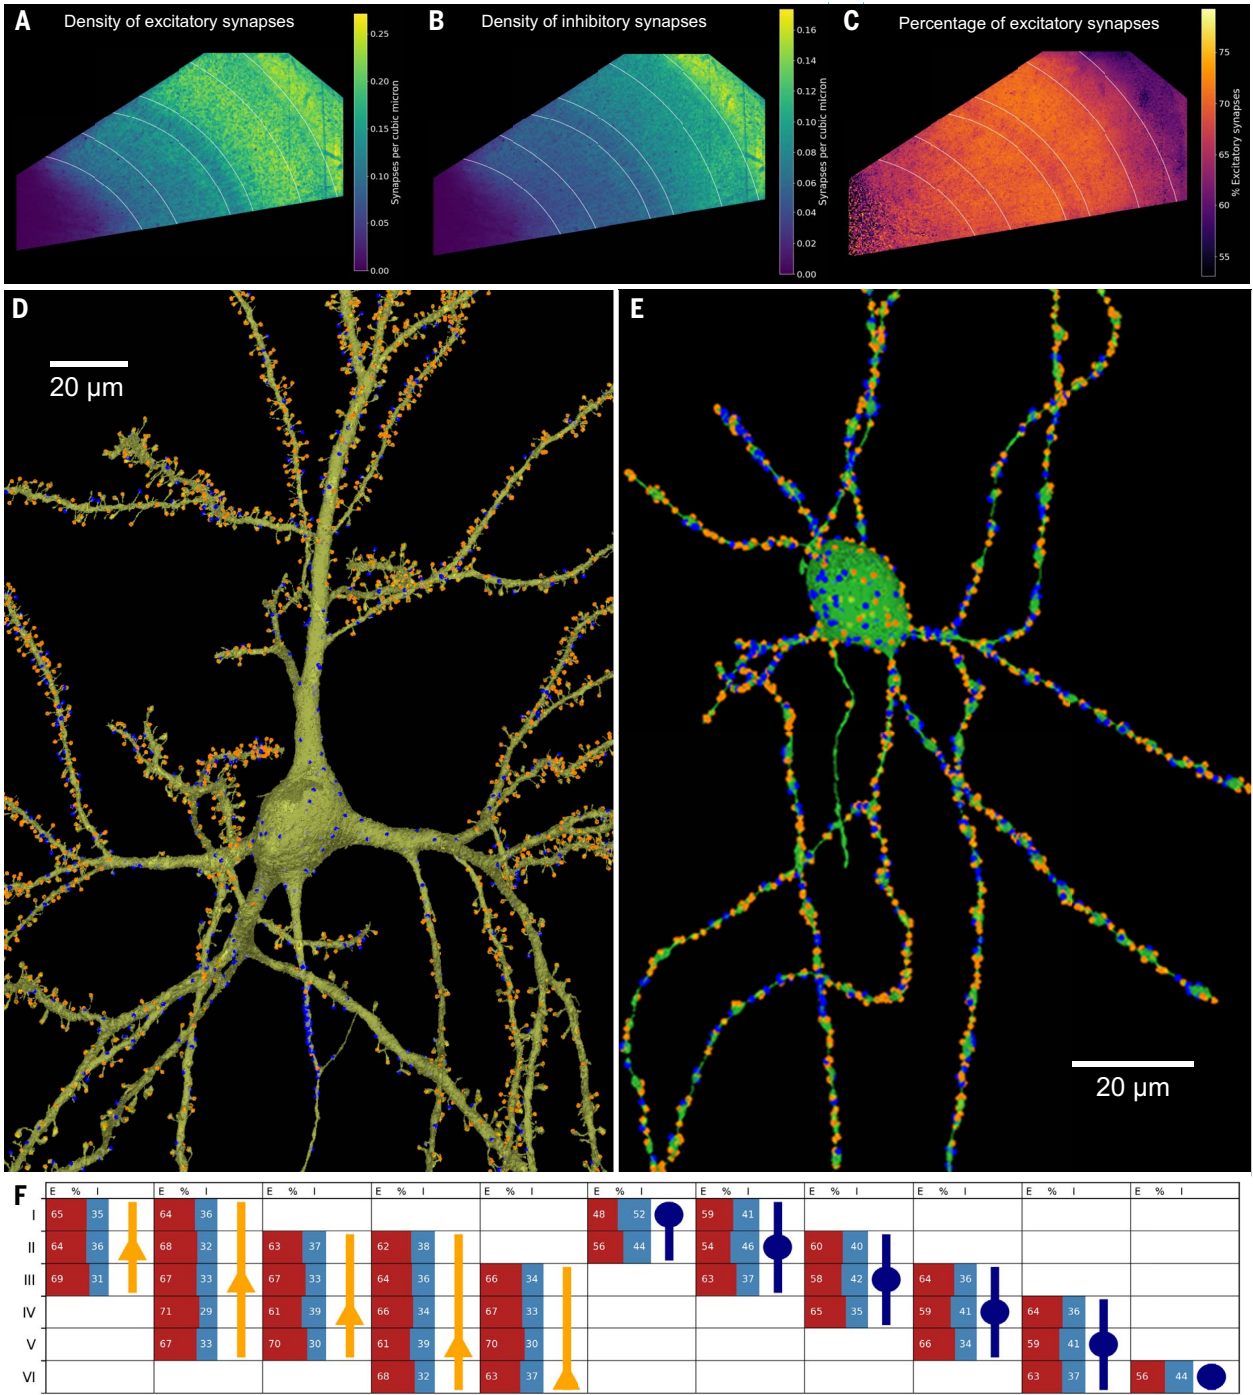 A Density of excitatory synapses
0.25
0.20
0.15
0.10
0.05
0.00
Synapses per cubic micron
B Density of inhibitory synapses
0.16
0.14
0.12
0.10
0.08
0.06
0.04
0.02
0.00
Synapses per cubic micron
C Percentage of excitatory synapses
75
70
65
60
55
% Excitatory synapses
D
20 µm
E
20 µm
F
E % I E % I E % I E % I E % I E % I E % I E % I E % I E % I E % I
I 65 35 64 36 48 52 59 41
II 64 36 68 32 63 37 62 38 56 44 54 46 60 40
III 69 31 67 33 67 33 64 36 66 34 63 37 58 42 64 36
IV 71 29 61 39 66 34 67 33 65 35 59 41 64 36
V 67 33 70 30 61 39 70 30 66 34 59 41
VI 68 32 63 37 63 37 56 44